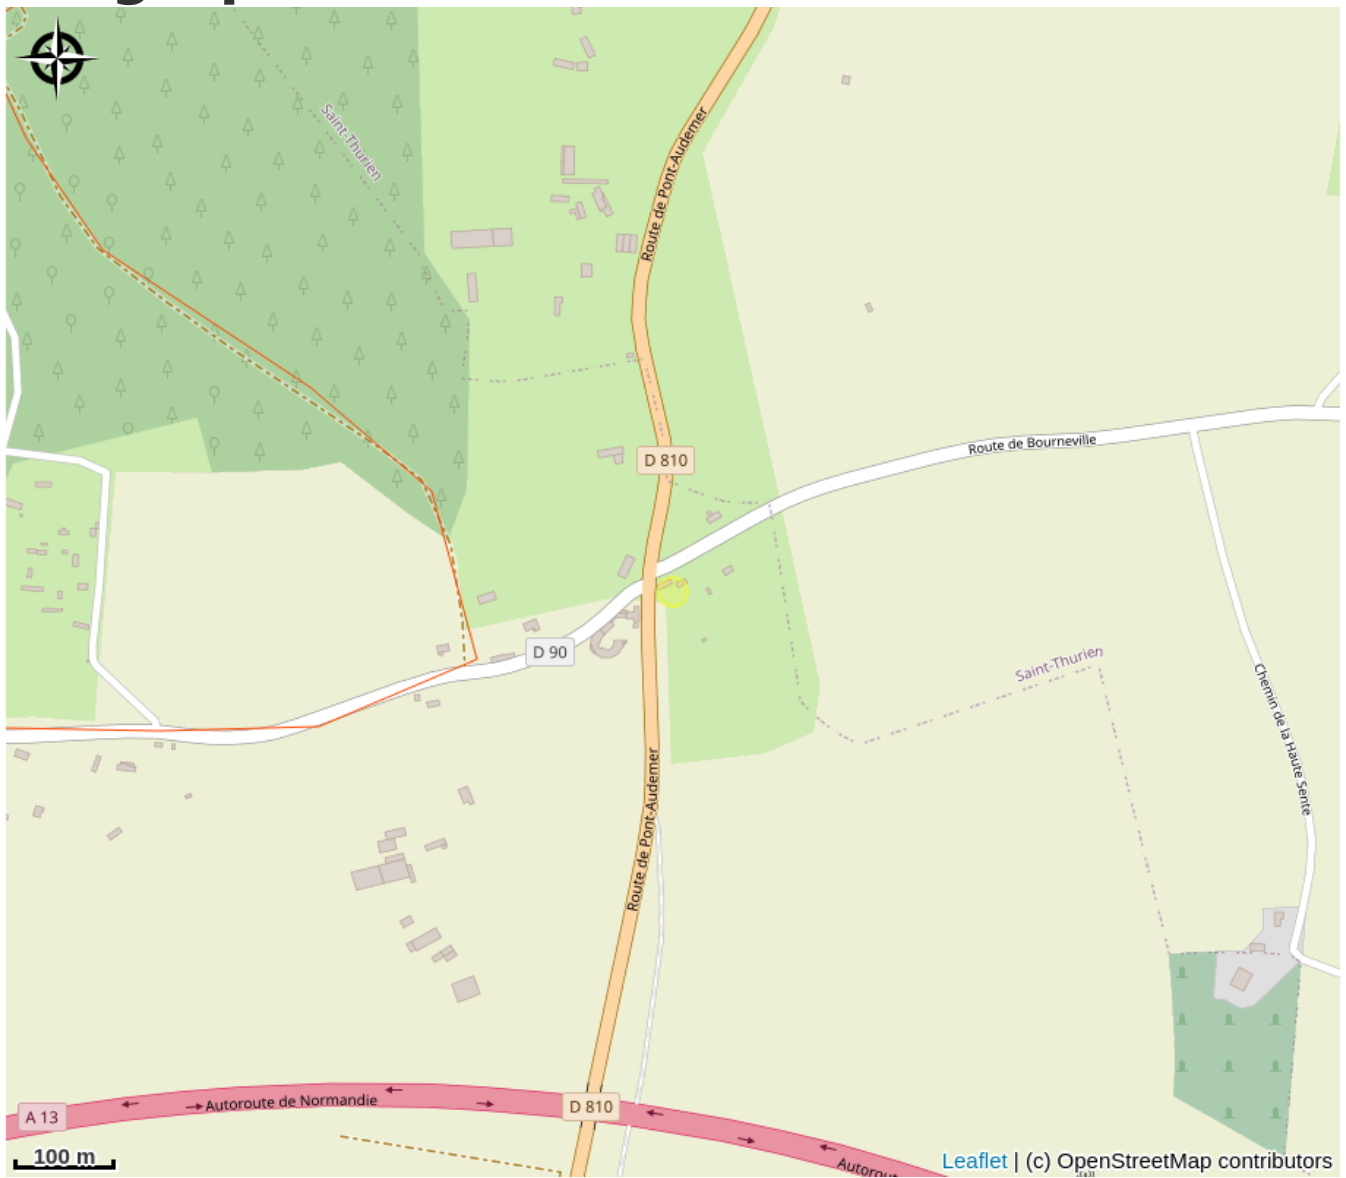 Saint-Thurien
Route de Pont-Audemer
D 810
Route de Bourneville
D 90
Saint-Thurien
Chemin de la Haute Sente
Route de Pont-Audemer
A 13
Autoroute de Normandie
D 810
100 m
Leaflet | (c) OpenStreetMap contributors